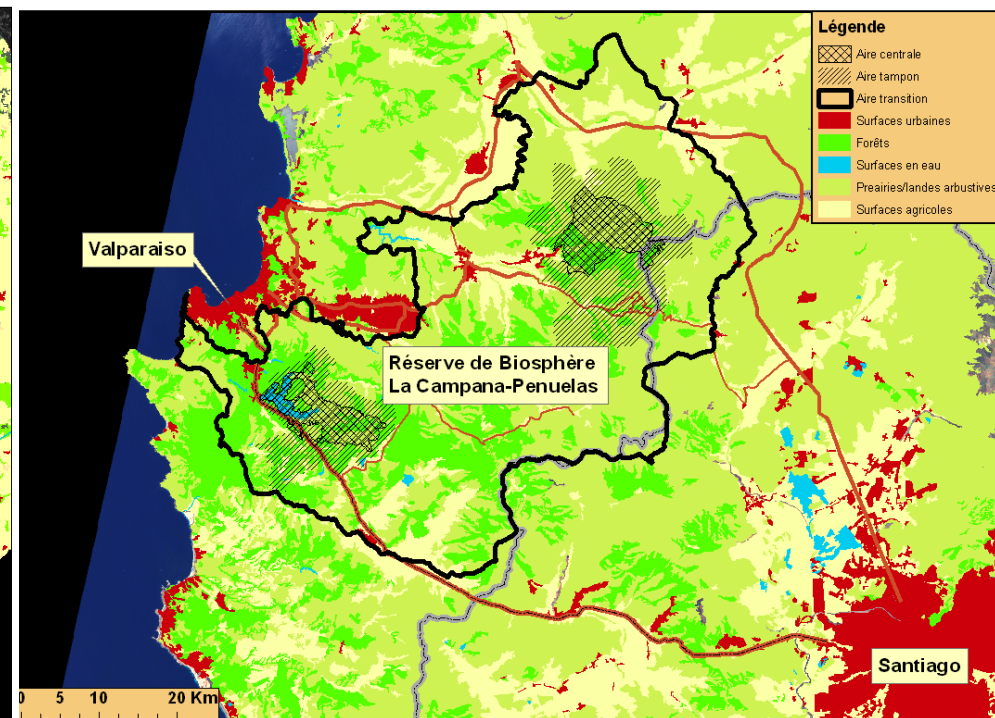 Légende
Aire centrale
Aire tampon
Aire transition
Surfaces urbaines
Forêts
Surfaces en eau
Preairies/landes arbustives
Surfaces agricoles
Valparaiso
Réserve de Biosphère
La Campana-Penuelas
Santiago
0 5 10 20 Km